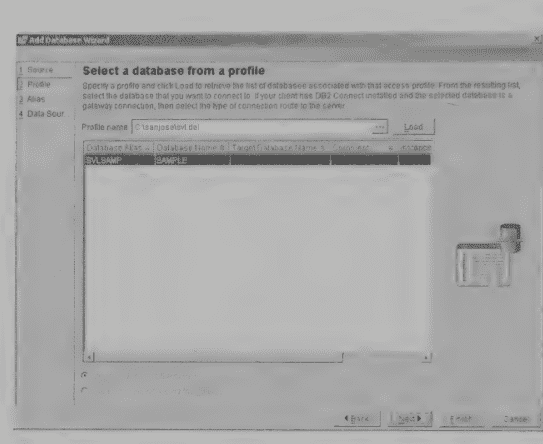 Add Database Wizard
1 Source
2 Profile
3 Alias
4 Data Sour
Select a database from a profile
Specify a profile and click Load to retrieve the list of databases associated with that access profile. From the resulting list,
select the database that you want to connect to. If your client has DB2 Connect installed and the selected database is a
gateway connection, then select the type of connection route to the server.
Profile name C:\sanjose\svl.del ... Load
Database Alias Database Name Target Database Name Instance
SVLSAMP SAMPLE
Back Next Finish Cancel